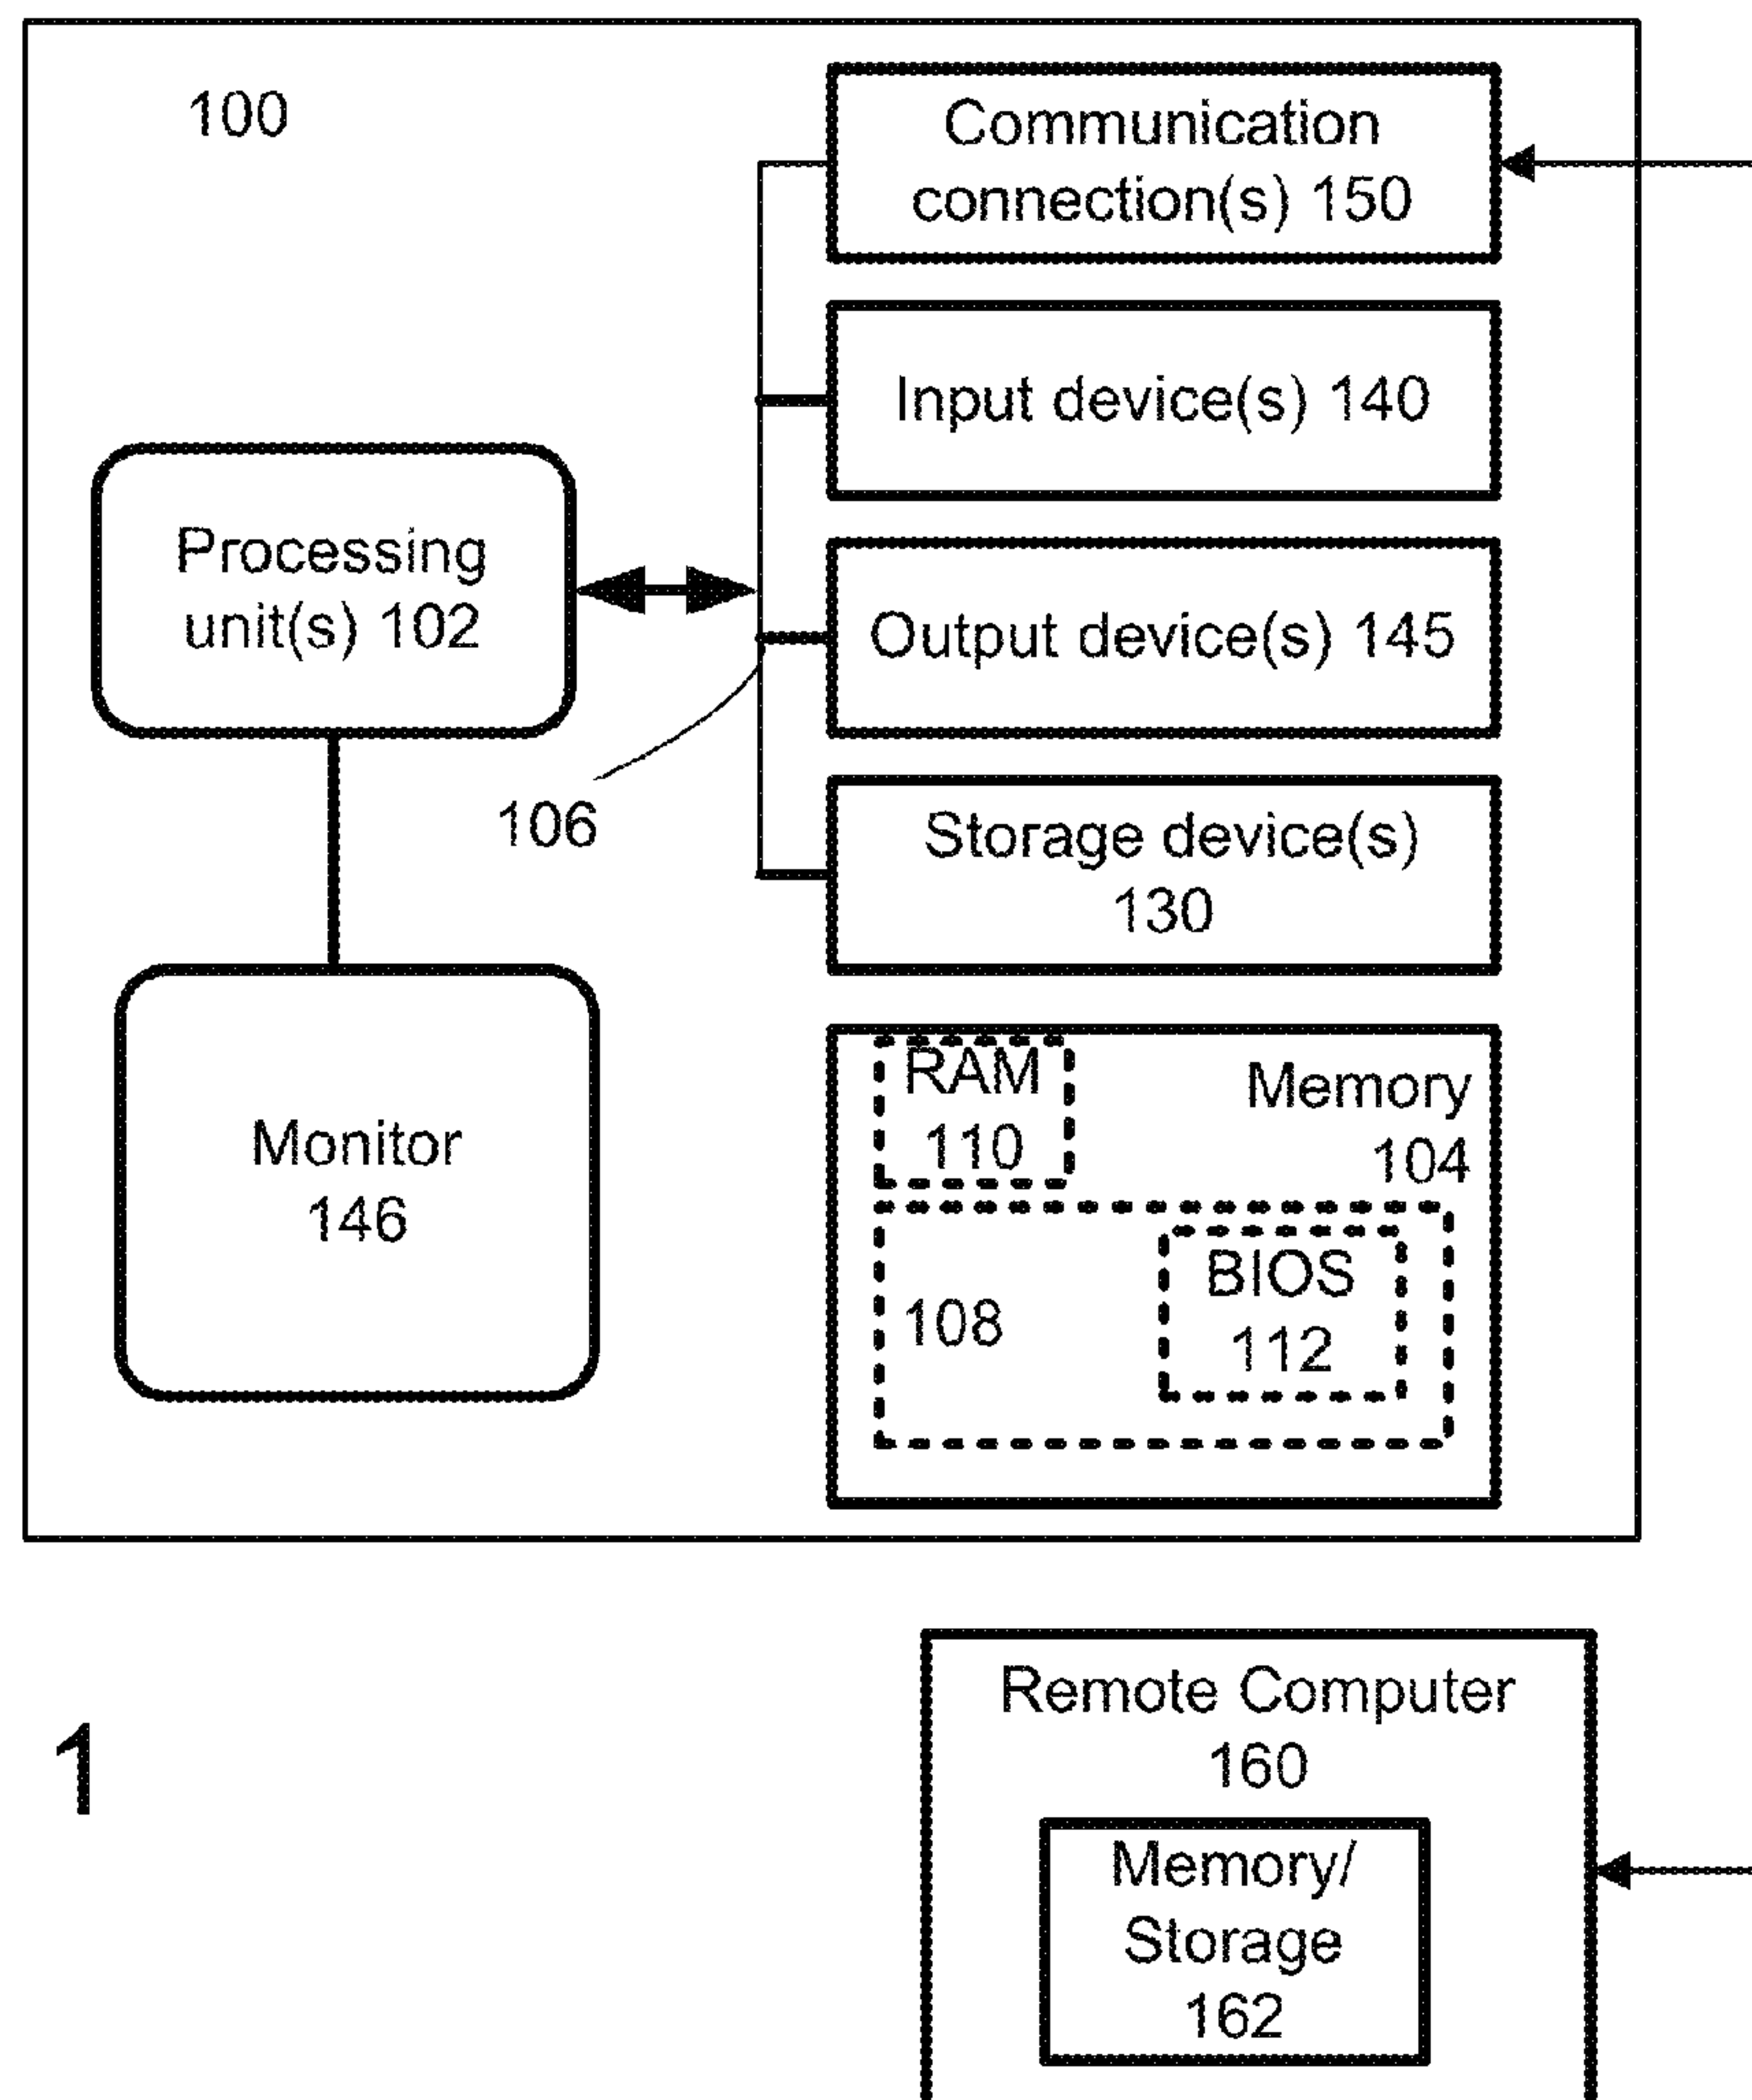 100
Communication
connection(s) 150
Input device(s) 140
Processing
unit(s) 102
Output device(s) 145
106
Storage device(s)
130
Monitor
146
RAM
110
Memory
104
108
BIOS
112
1
Remote Computer
160
Memory/
Storage
162